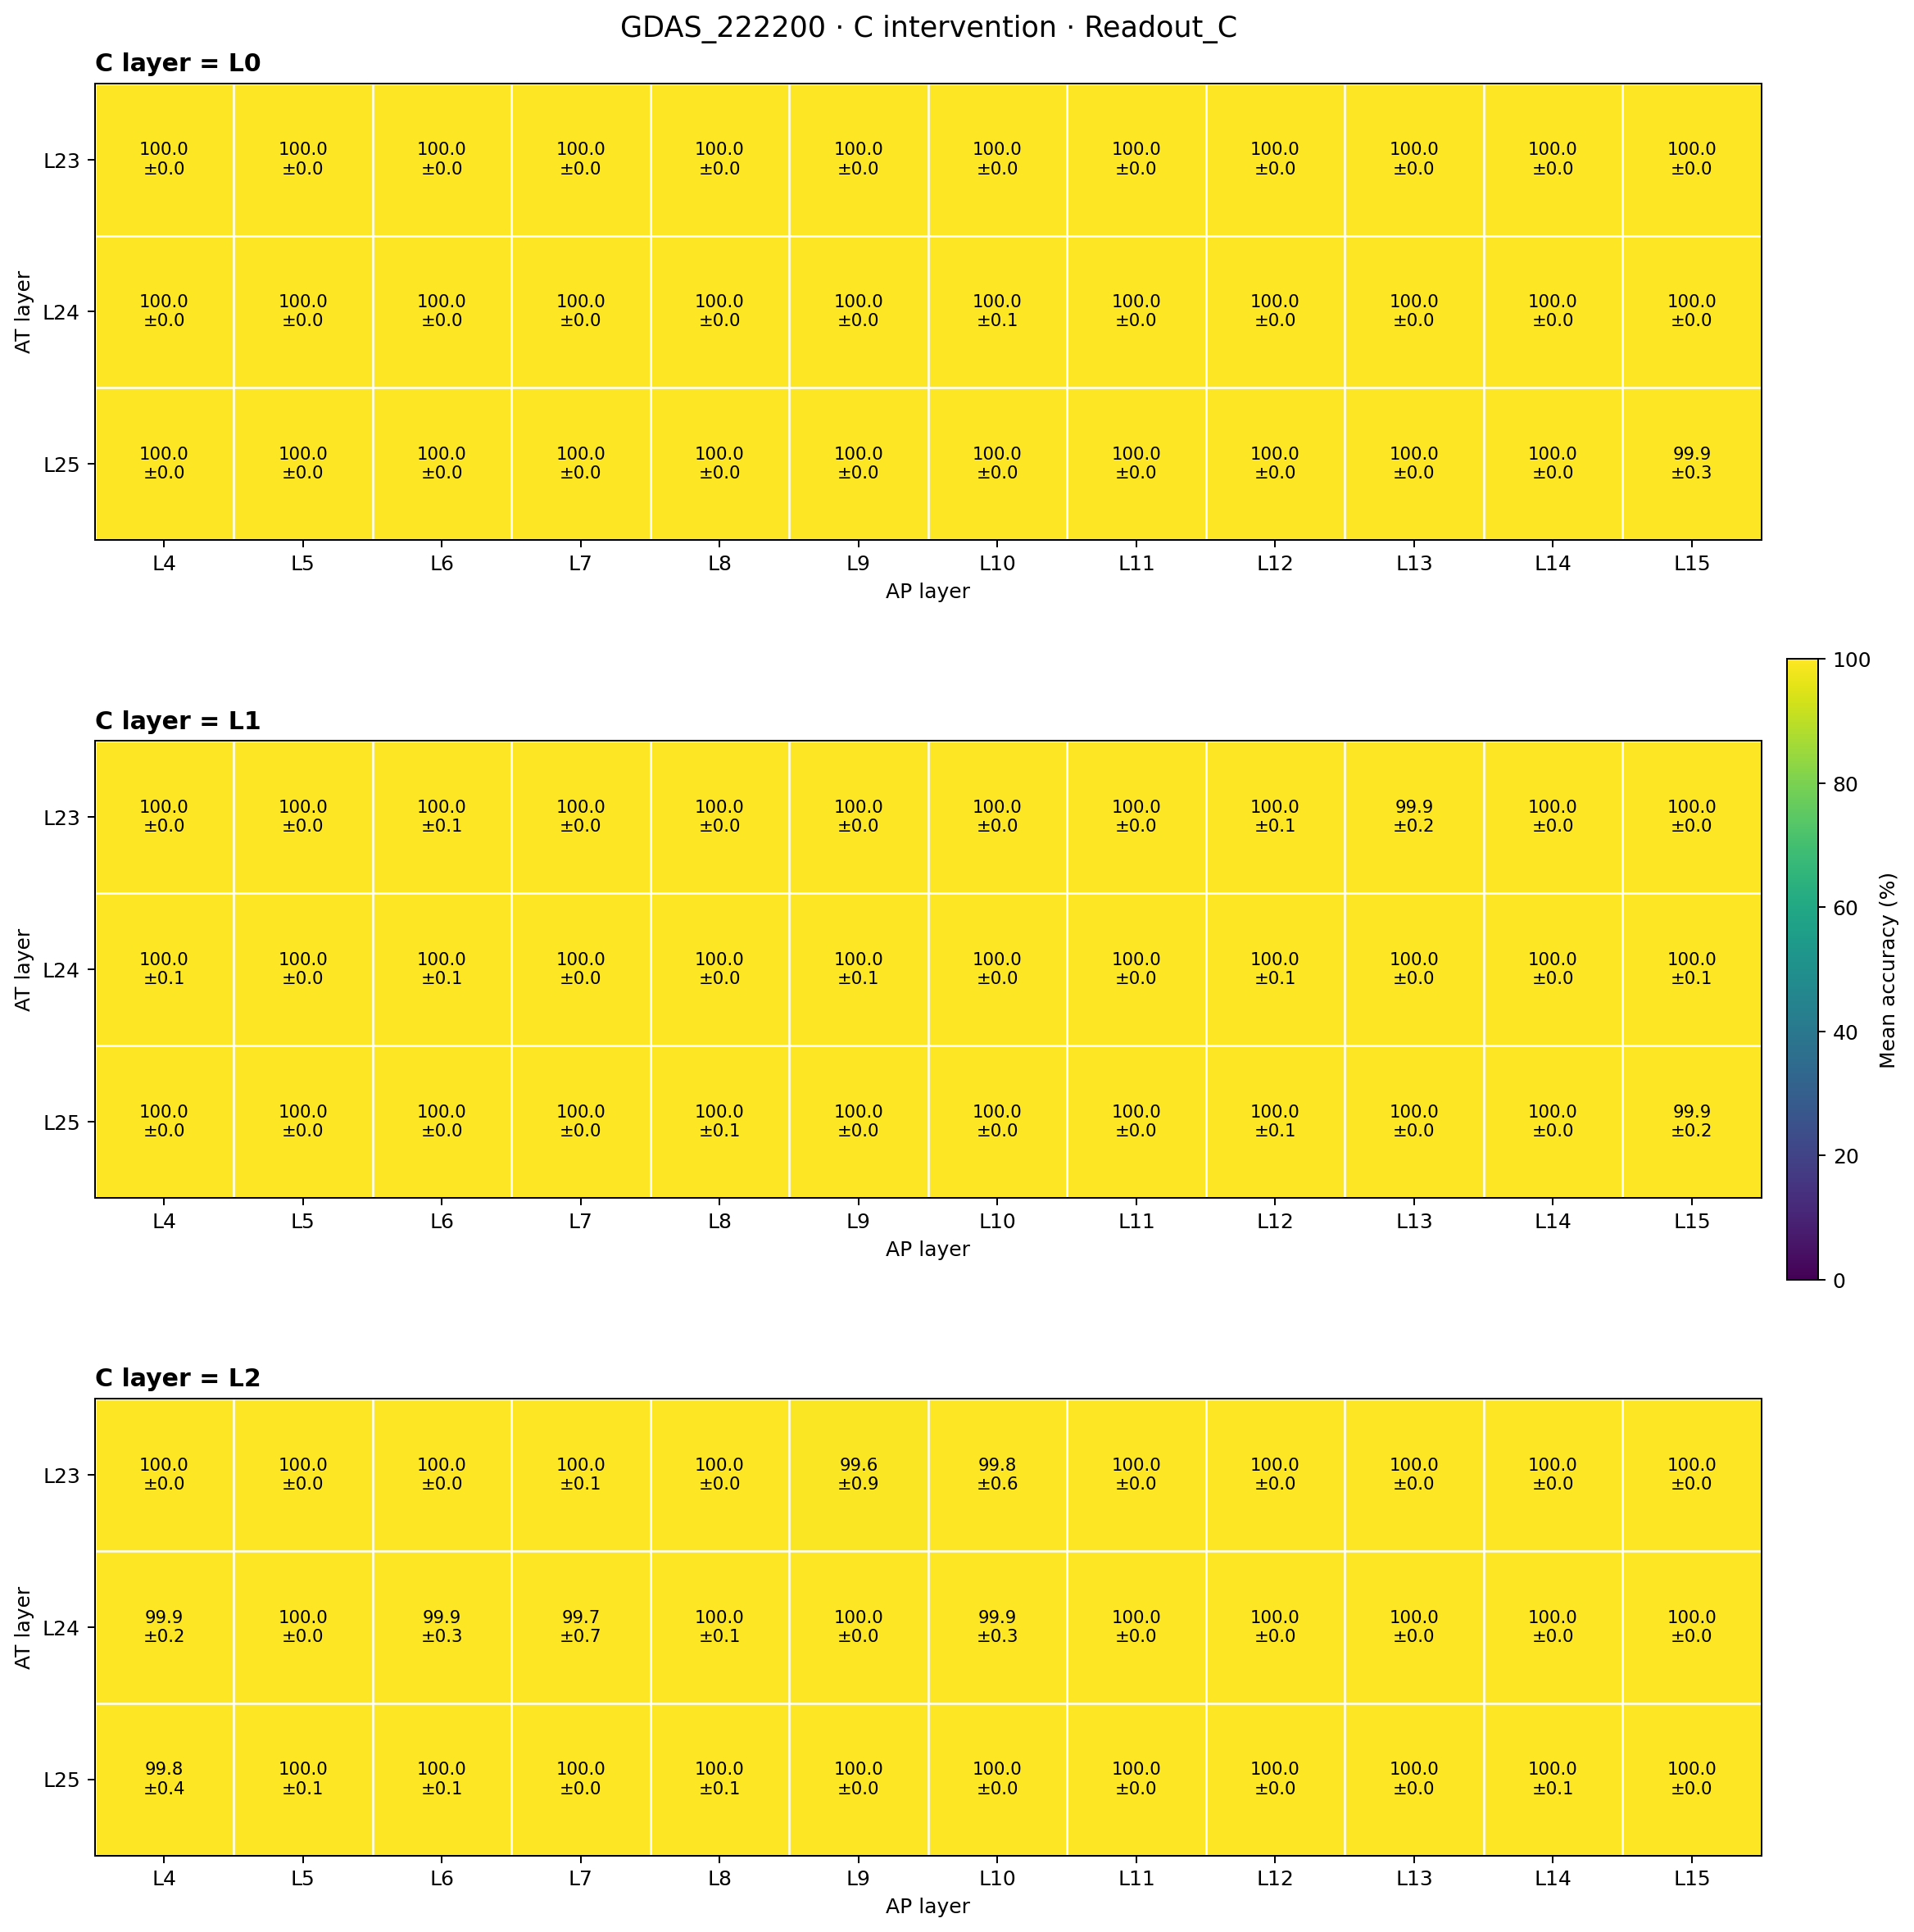 GDAS_222200 · C intervention · Readout_C
C layer = L0
100.0 100.0 100.0 100.0 100.0 100.0 100.0 100.0 100.0 100.0 100.0 100.0
L23
±0.0 ±0.0 ±0.0 ±0.0 ±0.0 ±0.0 ±0.0 ±0.0 ±0.0 ±0.0 ±0.0 ±0.0
100.0 100.0 100.0 100.0 100.0 100.0 100.0 100.0 100.0 100.0 100.0 100.0
AT layer
L24
±0.0 ±0.0 ±0.0 ±0.0 ±0.0 ±0.0 ±0.1 ±0.0 ±0.0 ±0.0 ±0.0 ±0.0
100.0 100.0 100.0 100.0 100.0 100.0 100.0 100.0 100.0 100.0 100.0 99.9
L25
±0.0 ±0.0 ±0.0 ±0.0 ±0.0 ±0.0 ±0.0 ±0.0 ±0.0 ±0.0 ±0.0 ±0.3
L4 L5 L6 L7 L8 L9 L10 L11 L12 L13 L14 L15
AP layer
C layer = L1
100.0 100.0 100.0 100.0 100.0 100.0 100.0 100.0 100.0 99.9 100.0 100.0
L23
±0.0 ±0.0 ±0.1 ±0.0 ±0.0 ±0.0 ±0.0 ±0.0 ±0.1 ±0.2 ±0.0 ±0.0
100.0 100.0 100.0 100.0 100.0 100.0 100.0 100.0 100.0 100.0 100.0 100.0
AT layer
L24
±0.1 ±0.0 ±0.1 ±0.0 ±0.0 ±0.1 ±0.0 ±0.0 ±0.1 ±0.0 ±0.0 ±0.1
100.0 100.0 100.0 100.0 100.0 100.0 100.0 100.0 100.0 100.0 100.0 99.9
L25
±0.0 ±0.0 ±0.0 ±0.0 ±0.1 ±0.0 ±0.0 ±0.0 ±0.1 ±0.0 ±0.0 ±0.2
L4 L5 L6 L7 L8 L9 L10 L11 L12 L13 L14 L15
AP layer
100
80
60
40
20
0
Mean accuracy (%)
C layer = L2
100.0 100.0 100.0 100.0 100.0 99.6 99.8 100.0 100.0 100.0 100.0 100.0
L23
±0.0 ±0.0 ±0.0 ±0.1 ±0.0 ±0.9 ±0.6 ±0.0 ±0.0 ±0.0 ±0.0 ±0.0
99.9 100.0 99.9 99.7 100.0 100.0 99.9 100.0 100.0 100.0 100.0 100.0
AT layer
L24
±0.2 ±0.0 ±0.3 ±0.7 ±0.1 ±0.0 ±0.3 ±0.0 ±0.0 ±0.0 ±0.0 ±0.0
99.8 100.0 100.0 100.0 100.0 100.0 100.0 100.0 100.0 100.0 100.0 100.0
L25
±0.4 ±0.1 ±0.1 ±0.0 ±0.1 ±0.0 ±0.0 ±0.0 ±0.0 ±0.0 ±0.1 ±0.0
L4 L5 L6 L7 L8 L9 L10 L11 L12 L13 L14 L15
AP layer